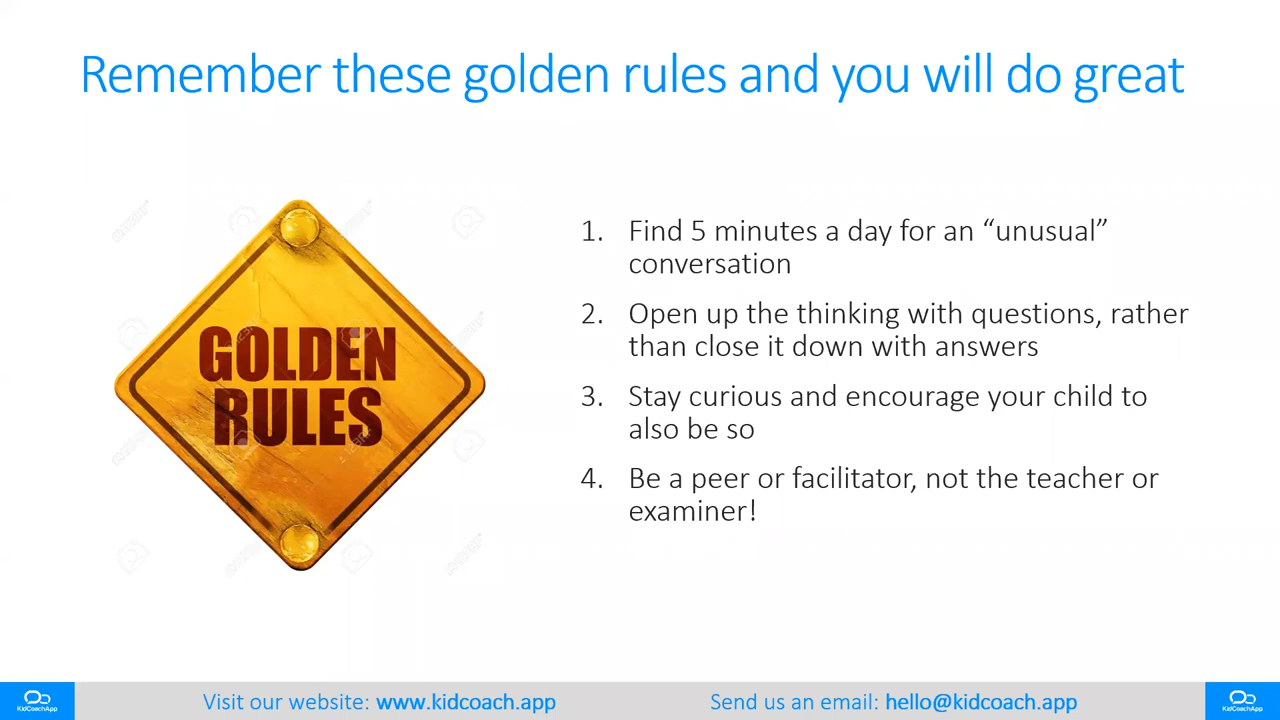 Remember these golden rules and you will do great
GOLDEN
RULES
1. Find 5 minutes a day for an “unusual”
conversation
2. Open up the thinking with questions, rather
than close it down with answers
3. Stay curious and encourage your child to
also be so
4. Be a peer or facilitator, not the teacher or
examiner!
KidCoachApp
Visit our website: www.kidcoach.app
Send us an email: hello@kidcoach.app
KidCoachApp